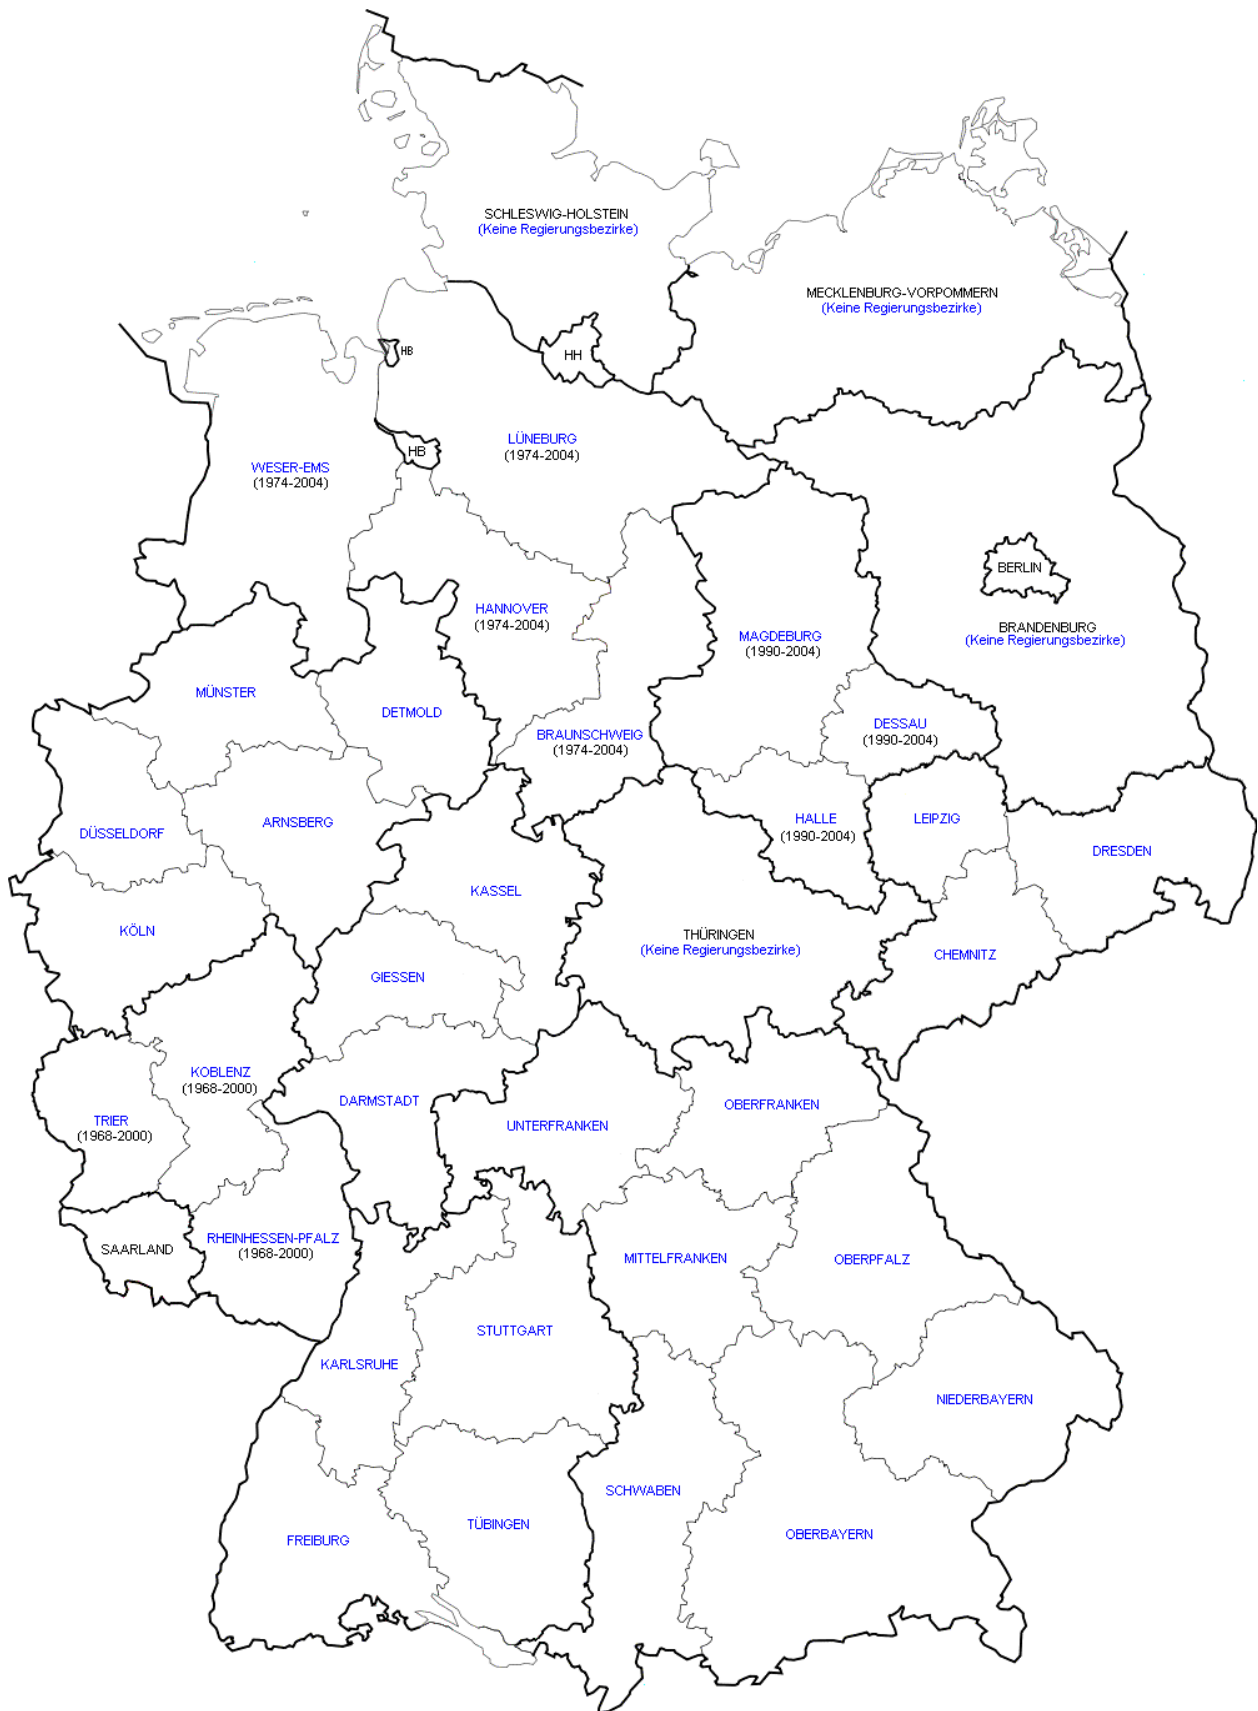 SCHLESWIG-HOLSTEIN
(Keine Regierungsbezirke)
MECKLENBURG-VORPOMMERN
(Keine Regierungsbezirke)
HB
HH
LÜNEBURG
(1974-2004)
HB
WESER-EMS
(1974-2004)
BERLIN
HANNOVER
(1974-2004)
BRANDENBURG
(Keine Regierungsbezirke)
MAGDEBURG
(1990-2004)
MÜNSTER
DETMOLD
DESSAU
(1990-2004)
BRAUNSCHWEIG
(1974-2004)
DÜSSELDORF
ARNSBERG
HALLE
(1990-2004)
LEIPZIG
DRESDEN
KASSEL
KÖLN
THÜRINGEN
(Keine Regierungsbezirke)
GIESSEN
CHEMNITZ
KOBLENZ
(1968-2000)
DARMSTADT
OBERFRANKEN
TRIER
(1968-2000)
UNTERFRANKEN
SAARLAND
RHEINHESSEN-PFALZ
(1968-2000)
MITTELFRANKEN
OBERPFALZ
STUTTGART
KARLSRUHE
NIEDERBAYERN
SCHWABEN
TÜBINGEN
FREIBURG
OBERBAYERN